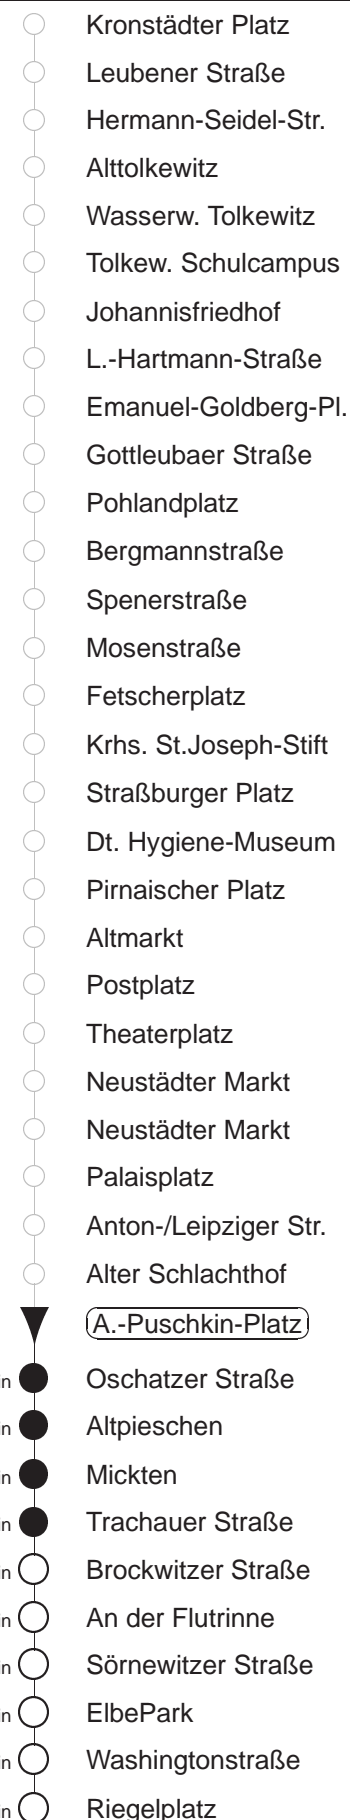 Kronstädter Platz
Leubener Straße
Hermann-Seidel-Str.
Alttolkewitz
Wasserw. Tolkewitz
Tolkew. Schulcampus
Johannisfriedhof
L.-Hartmann-Straße
Emanuel-Goldberg-Pl.
Gottleubaer Straße
Pohlandplatz
Bergmannstraße
Spenerstraße
Mosenstraße
Fetscherplatz
Krhs. St.Joseph-Stift
Straßburger Platz
Dt. Hygiene-Museum
Pirnaischer Platz
Altmarkt
Postplatz
Theaterplatz
Neustädter Markt
Neustädter Markt
Palaisplatz
Anton-/Leipziger Str.
Alter Schlachthof
A.-Puschkin-Platz
Oschatzer Straße
Altpieschen
Mickten
Trachauer Straße
Brockwitzer Straße
An der Flutrinne
Sörnewitzer Straße
ElbePark
Washingtonstraße
Riegelplatz